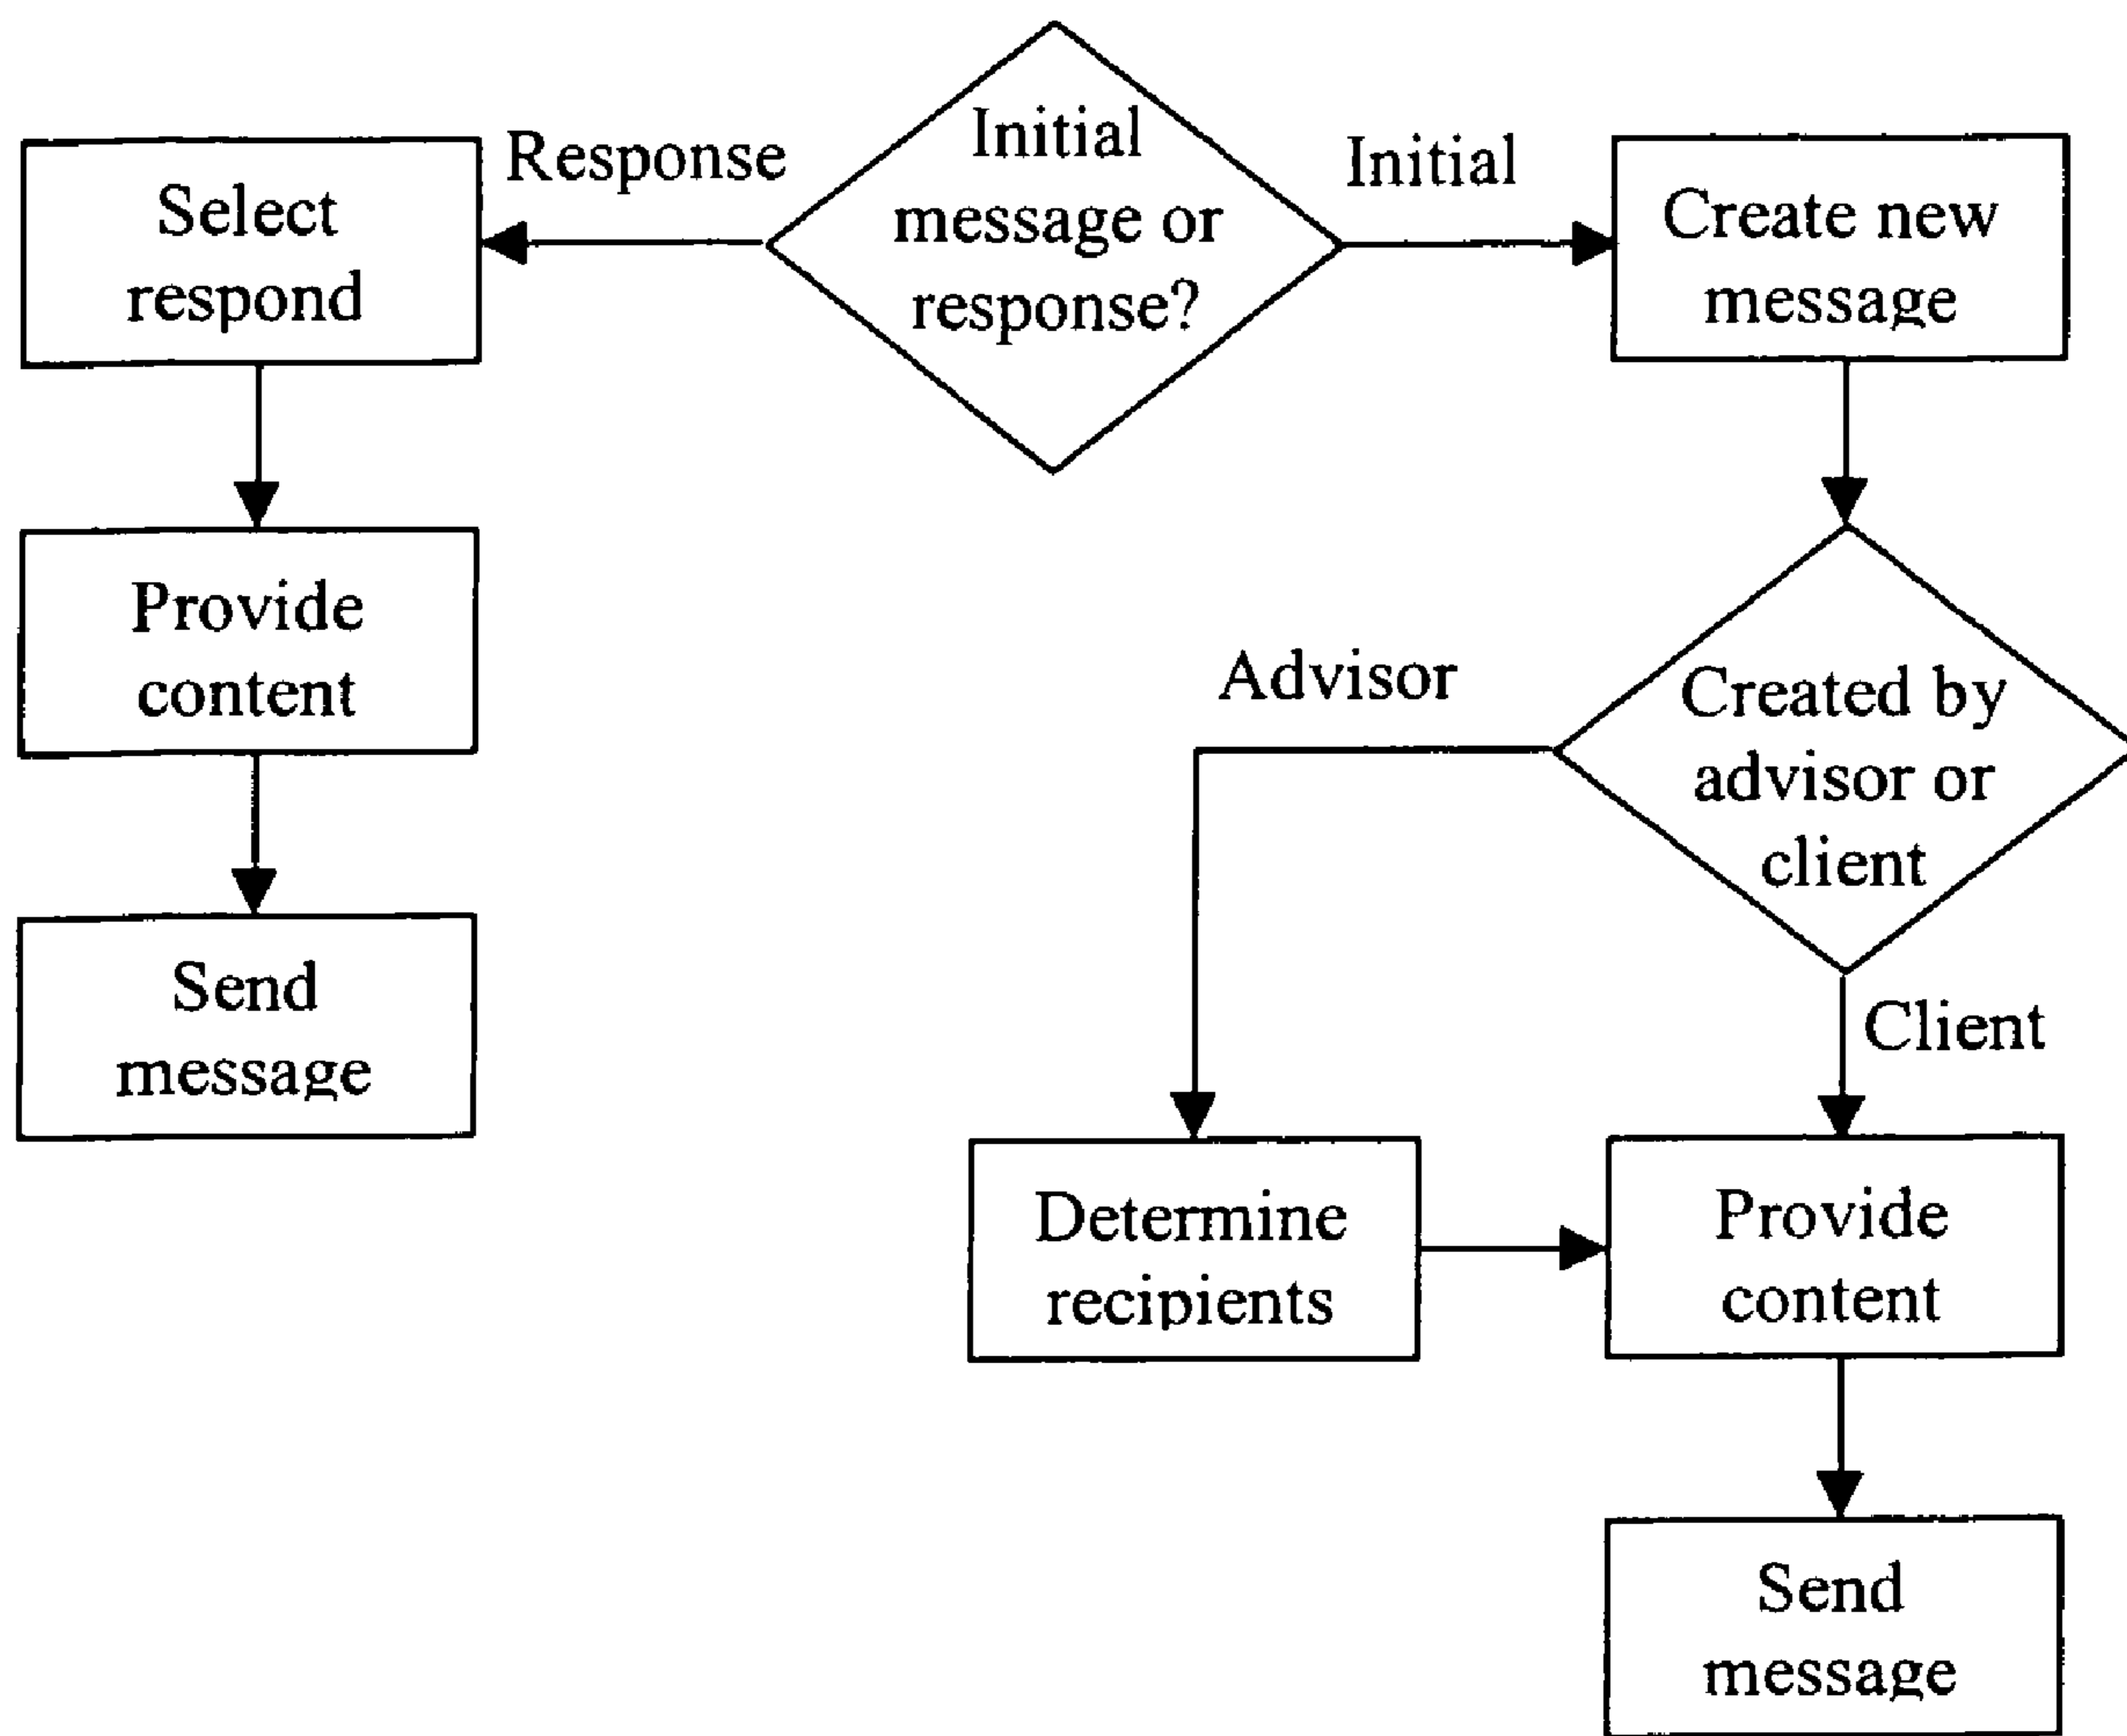 Initial
message or
response?
Response
Initial
Select
respond
Create new
message
Provide
content
Send
message
Created by
advisor or
client
Advisor
Client
Determine
recipients
Provide
content
Send
message